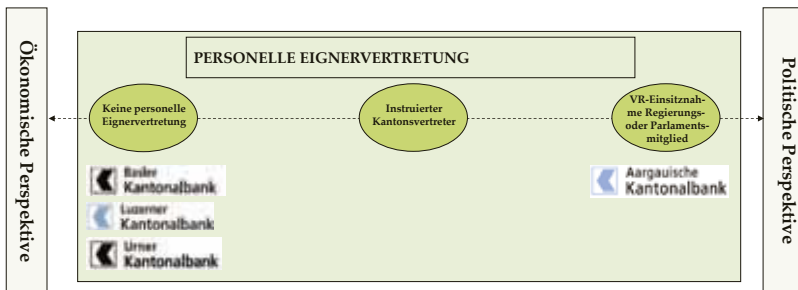 Ökonomische Perspektive
PERSONELLE EIGNERVERTRETUNG
Keine personelle
Eignervertretung
Instruierter
Kantonsvertreter
VR-Einsitznah-
me Regierungs-
oder Parlaments-
mitglied
Basler
Kantonalbank
Luzerner
Kantonalbank
Urner
Kantonalbank
Aargauische
Kantonalbank
Politische Perspektive